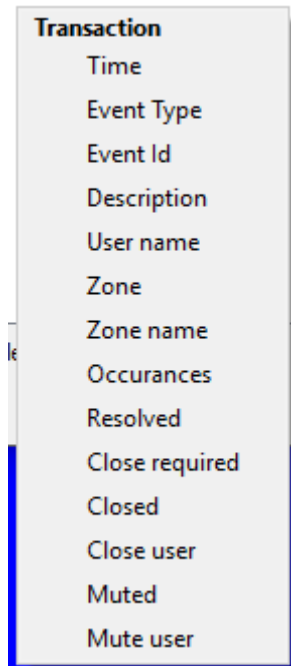 Transaction
Time
Event Type
Event Id
Description
User name
Zone
Zone name
Occurances
Resolved
Close required
Closed
Close user
Muted
Mute user